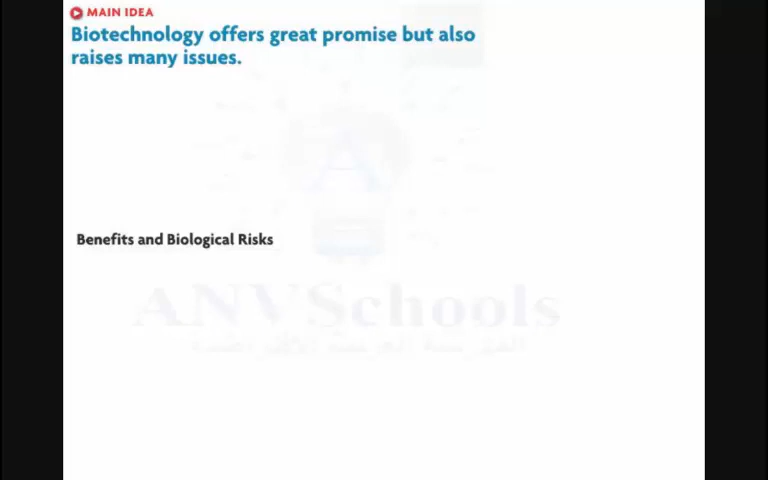 MAIN IDEA
Biotechnology offers great promise but also
raises many issues.
Benefits and Biological Risks
ANVSchools